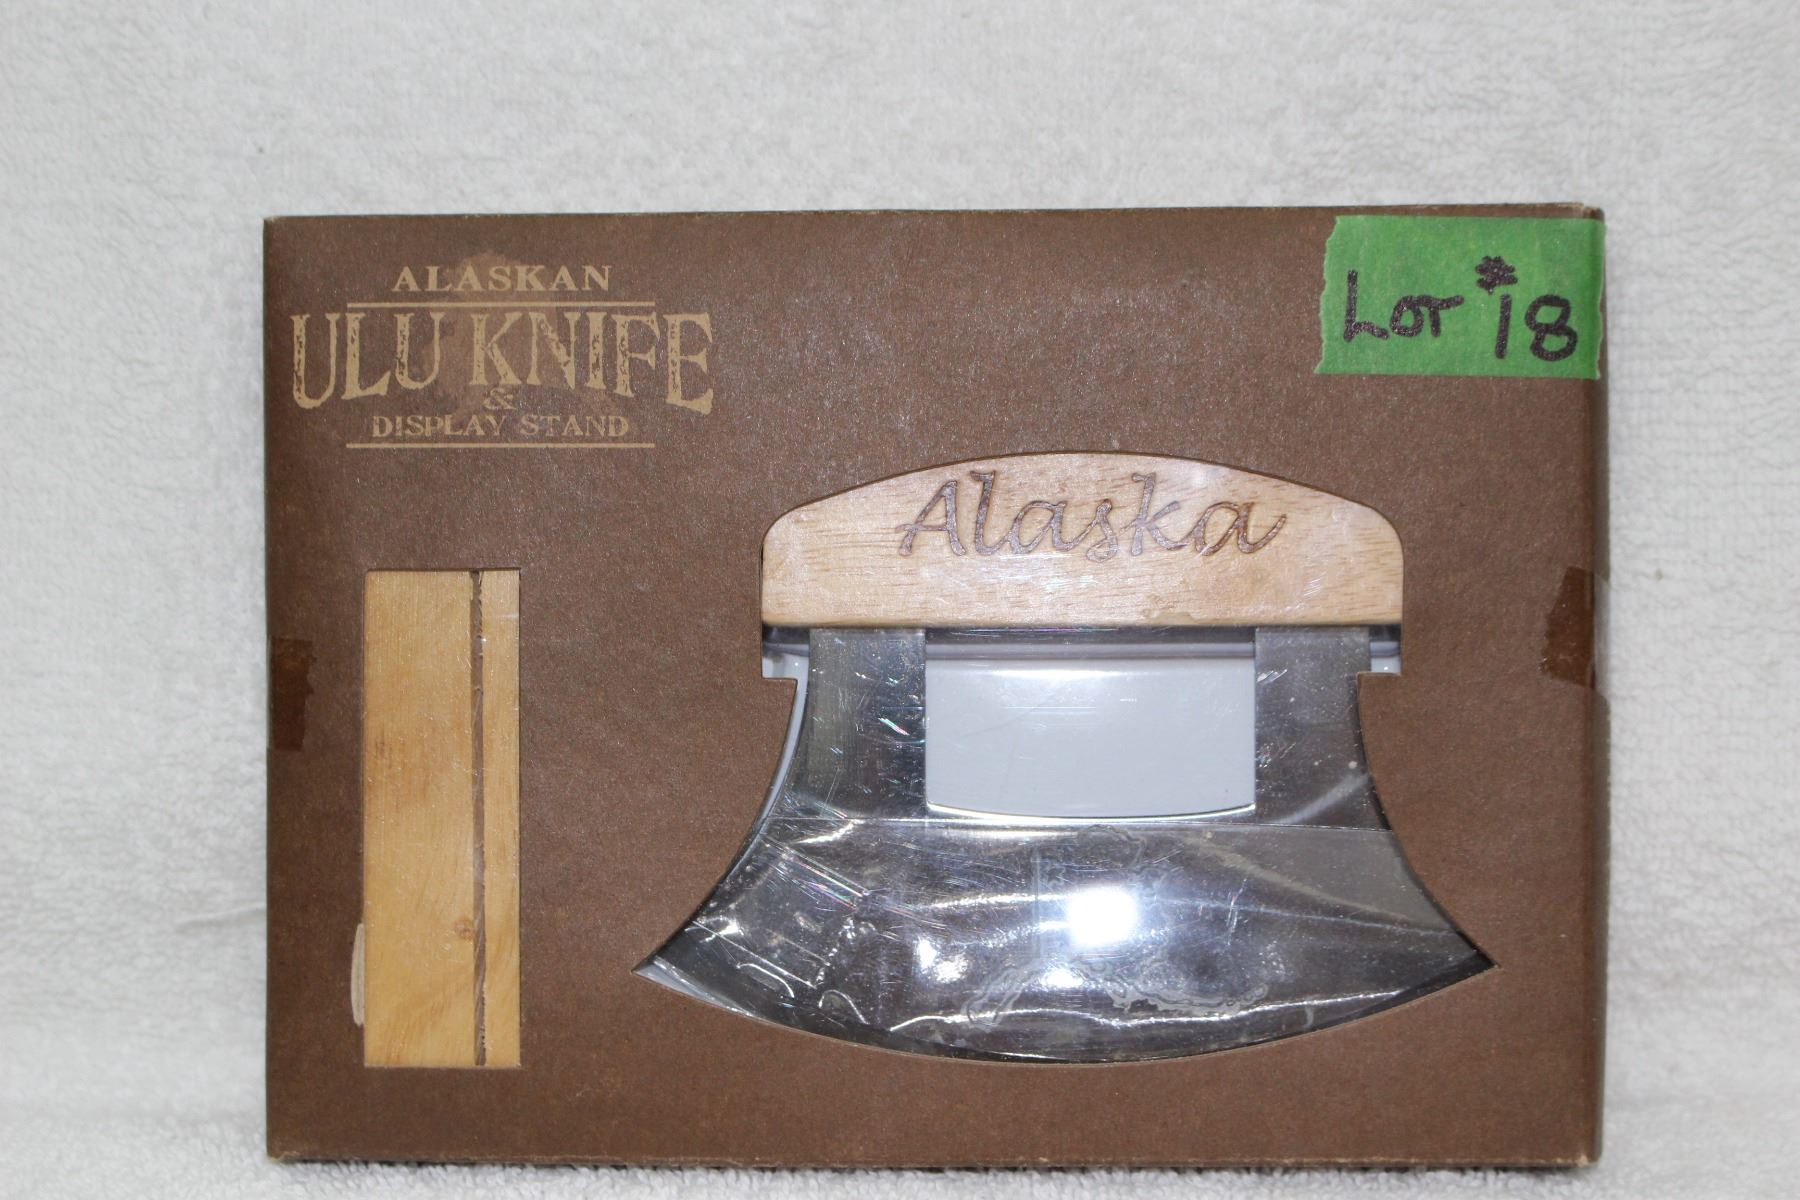 ALASKAN
ULU KNIFE
&
DISPLAY STAND
Lot #18
Alaska